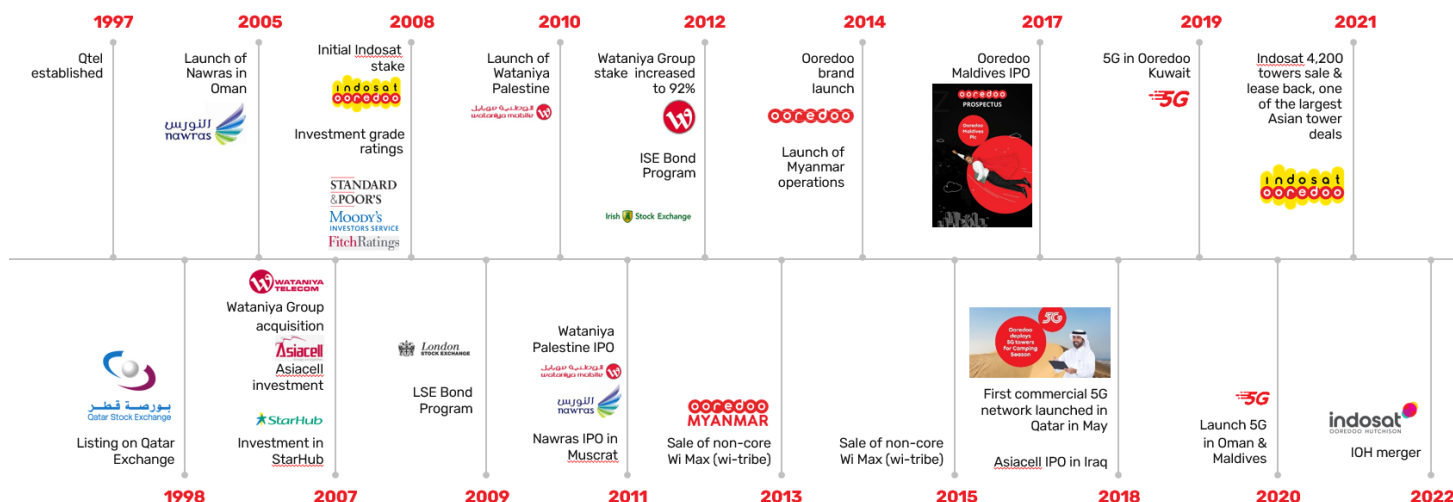 1997
2005
2008
2010
2012
2014
2017
2019
2021
Qtel
established
Launch of
Nawras in
Oman
النورس
nawras
Initial Indosat
stake
indosat
ooredoo
Investment grade
ratings
STANDARD
&POOR'S
MOODY'S
INVESTORS SERVICE
FitchRatings
Launch of
Wataniya
Palestine
الوطنية موبايل
wataniya mobile
Wataniya Group
stake increased
to 92%
ISE Bond
Program
Irish Stock Exchange
Ooredoo
brand
launch
ooredoo
Launch of
Myanmar
operations
Ooredoo
Maldives IPO
ooredoo
PROSPECTUS
Ooredoo
Maldives
Plc
5G in Ooredoo
Kuwait
5G
Indosat 4,200
towers sale &
lease back, one
of the largest
Asian tower
deals
indosat
ooredoo
بورصة قطر
Qatar Stock Exchange
Listing on Qatar
Exchange
WATANIYA
TELECOM
Wataniya Group
acquisition
Asiacell
Asiacell
investment
StarHub
Investment in
StarHub
London
STOCK EXCHANGE
LSE Bond
Program
Wataniya
Palestine IPO
الوطنية موبايل
wataniya mobile
النورس
nawras
Nawras IPO in
Muscrat
ooredoo
MYANMAR
Sale of non-core
Wi Max (wi-tribe)
Sale of non-core
Wi Max (wi-tribe)
5G
Ooredoo
deploys
5G towers
for Camping
Season
First commercial 5G
network launched in
Qatar in May
Asiacell IPO in Iraq
5G
Launch 5G
in Oman &
Maldives
indosat
OOREDOO HUTCHISON
IOH merger
1998
2007
2009
2011
2013
2015
2018
2020
2022